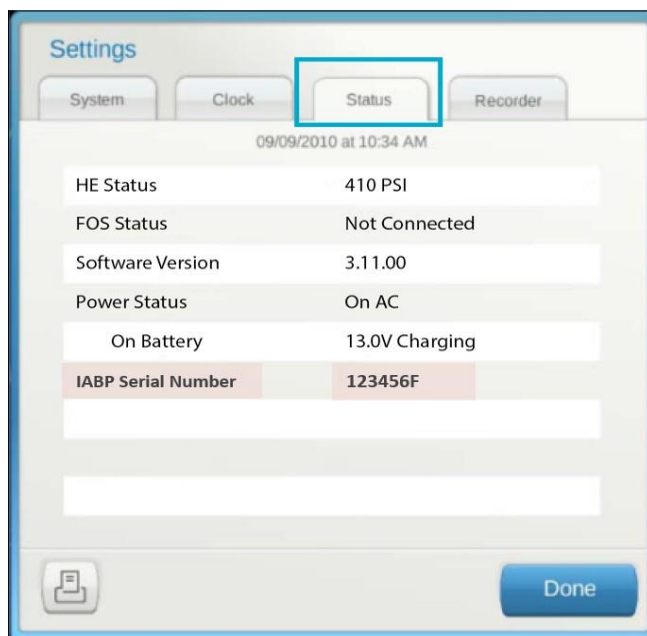 Settings
System Clock Status Recorder
09/09/2010 at 10:34 AM
HE Status 410 PSI
FOS Status Not Connected
Software Version 3.11.00
Power Status On AC
On Battery 13.0V Charging
IABP Serial Number 123456F
Done